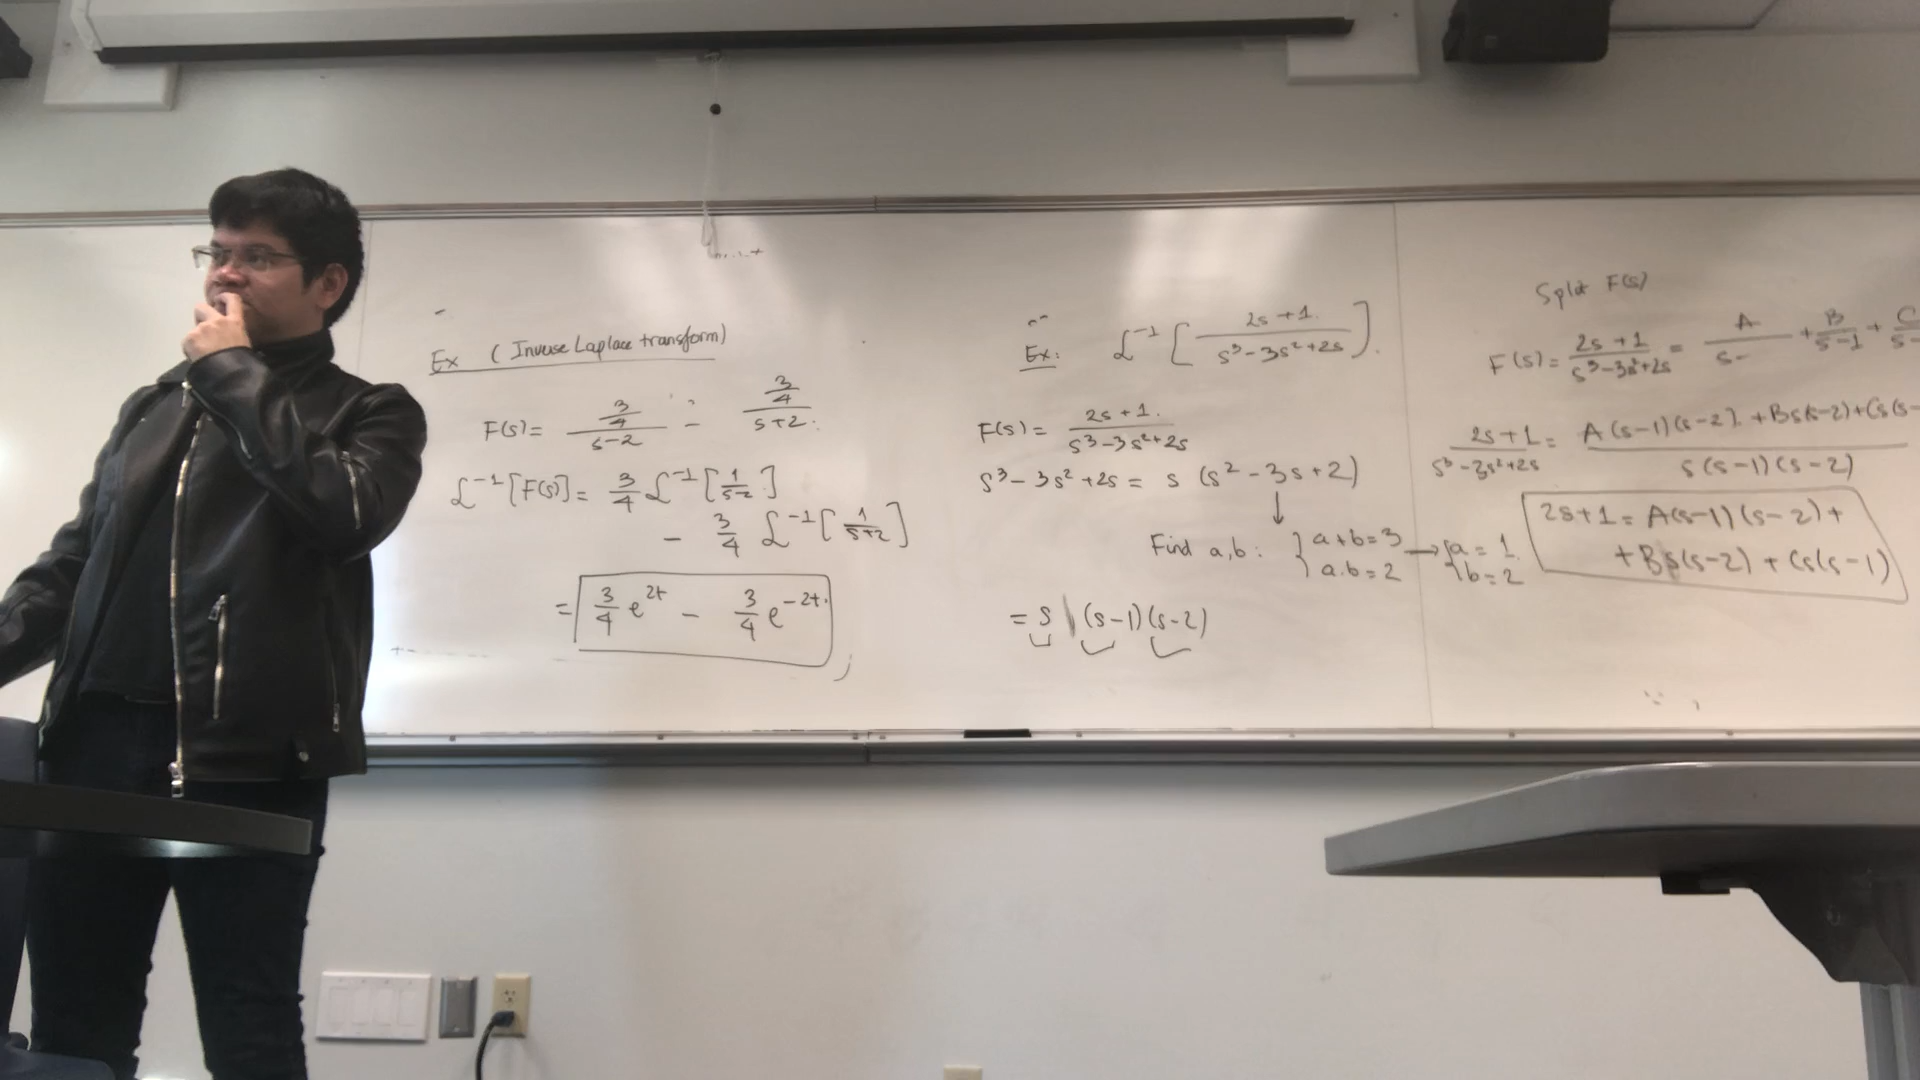 Ex (Inverse Laplace transform)
F(s) = (3/4)/(s-2) - (3/4)/(s+2)
ℒ⁻¹[F(s)] = 3/4 ℒ⁻¹[1/(s-2)]
- 3/4 ℒ⁻¹[1/(s+2)]
= 3/4 e^(2t) - 3/4 e^(-2t)
Ex: ℒ⁻¹[(2s+1)/(s³-3s²+2s)].
F(s) = (2s+1)/(s³-3s²+2s)
s³-3s²+2s = s (s²-3s+2)
↓
Find a,b: { a+b=3 → { a=1
a.b=2 b=2
= s (s-1)(s-2)
Split F(s)
F(s) = (2s+1)/(s³-3s²+2s) = A/(s- + B/(s-1) + C/(s-
(2s+1)/(s³-3s²+2s) = (A(s-1)(s-2) + Bs(s-2) + Cs(s-)/(s(s-1)(s-2))
2s+1 = A(s-1)(s-2) +
+ Bs(s-2) + Cs(s-1)